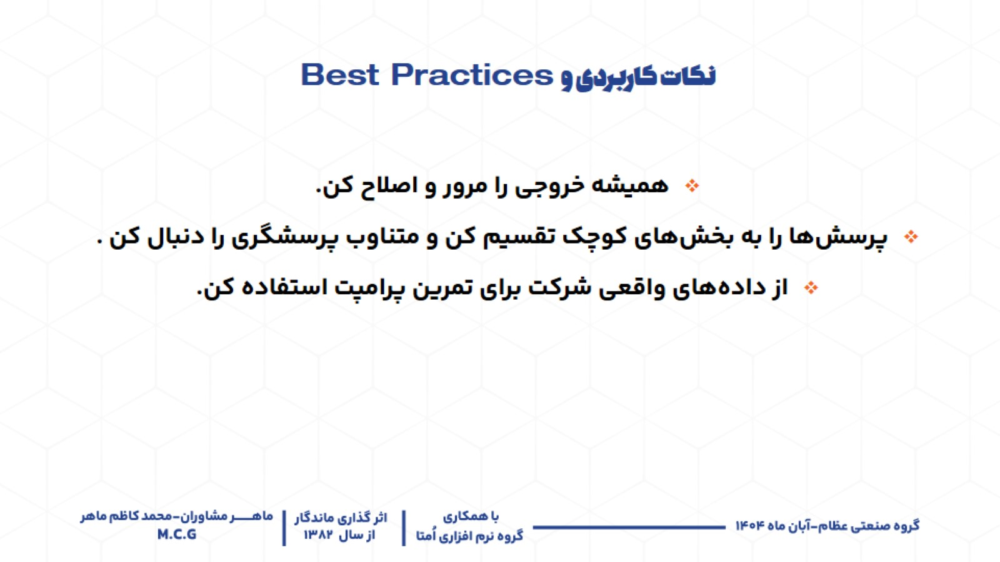 نکات کاربردی و Best Practices
❖ همیشه خروجی را مرور و اصلاح کن.
❖ پرسش‌ها را به بخش‌های کوچک تقسیم کن و متناوب پرسشگری را دنبال کن .
❖ از داده‌های واقعی شرکت برای تمرین پرامپت استفاده کن.
گروه صنعتی عظام-آبان ماه ۱۴۰۴
با همکاری
گروه نرم افزاری اُمتا
اثر گذاری ماندگار
از سال ۱۳۸۲
ماهـــر مشاوران-محمد کاظم ماهر
M.C.G